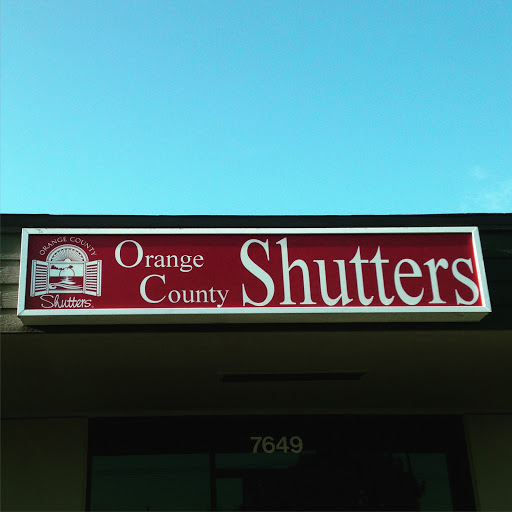 ORANGE COUNTY
Shutters
Orange
County
Shutters
7649